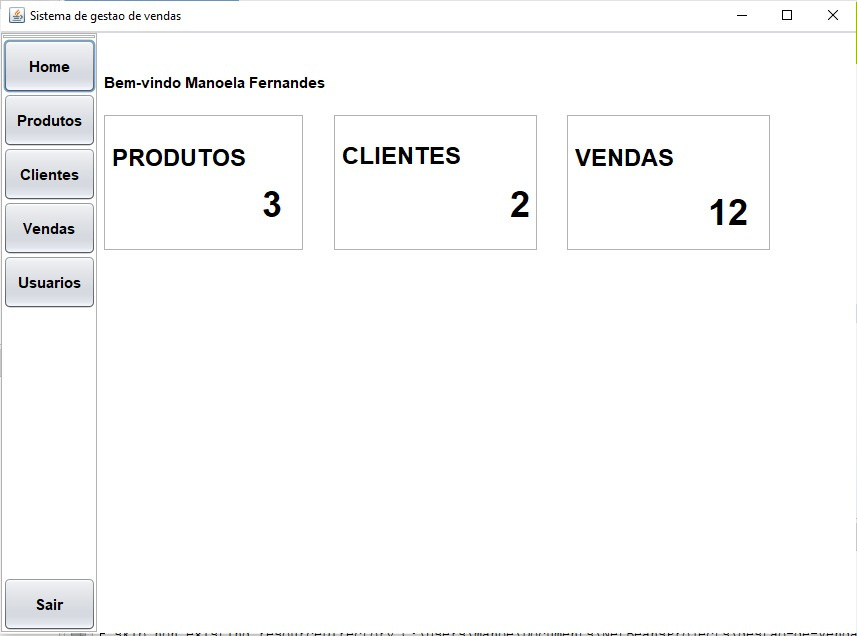 Sistema de gestao de vendas
Home
Produtos
Clientes
Vendas
Usuarios
Sair
Bem-vindo Manoela Fernandes
PRODUTOS
3
CLIENTES
2
VENDAS
12